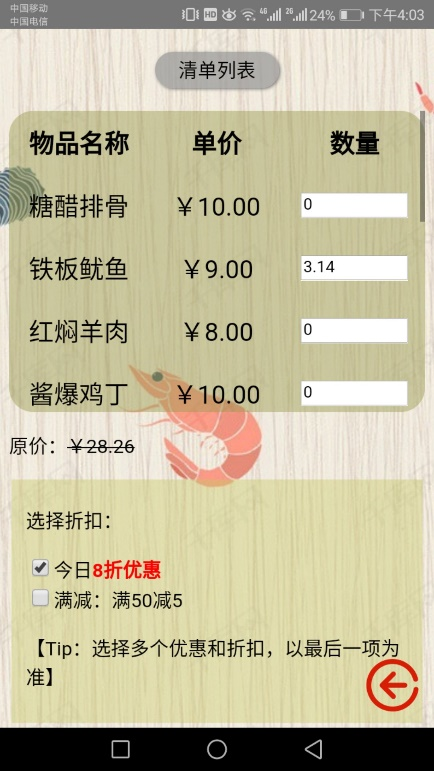 中国移动
中国电信
HD 4G 2G 24% 下午4:03
清单列表
物品名称 单价 数量
糖醋排骨 ￥10.00 0
铁板鱿鱼 ￥9.00 3.14
红焖羊肉 ￥8.00 0
酱爆鸡丁 ￥10.00 0
原价：￥28.26
选择折扣：
今日8折优惠
满减：满50减5
【Tip：选择多个优惠和折扣，以最后一项为
准】